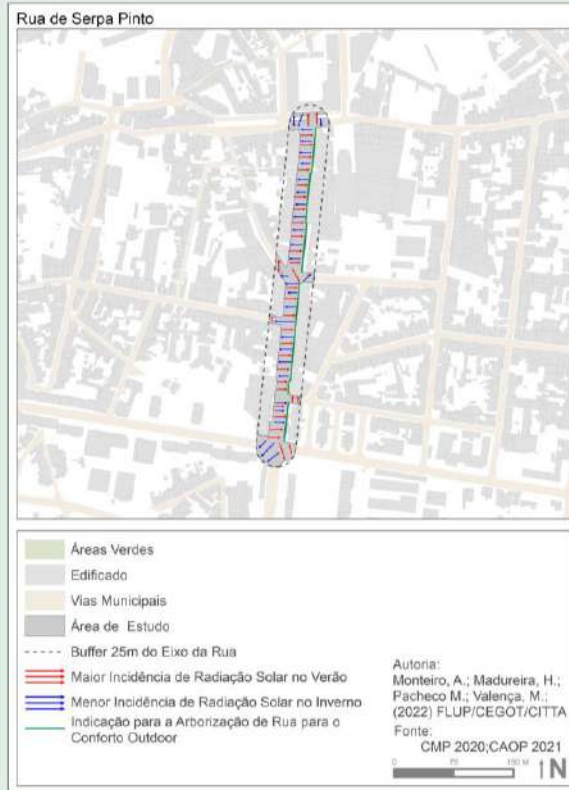 Rua de Serpa Pinto
Áreas Verdes
Edificado
Vias Municipais
Área de Estudo
Buffer 25m do Eixo da Rua
Maior Incidência de Radiação Solar no Verão
Menor Incidência de Radiação Solar no Inverno
Indicação para a Arborização de Rua para o
Conforto Outdoor
Autoria:
Monteiro, A.; Madureira, H.;
Pacheco M.; Valença, M.;
(2022) FLUP/CEGOT/CITTA
Fonte:
CMP 2020;CAOP 2021
0 75 150 M
N